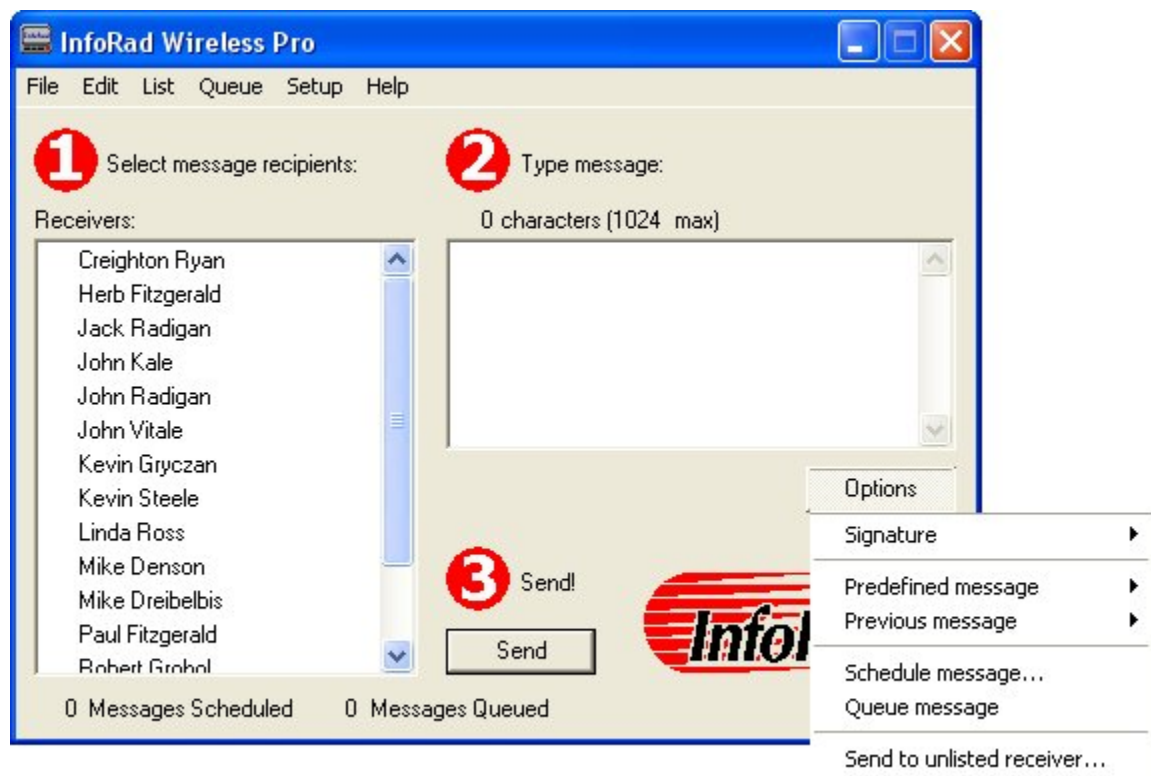 InfoRad Wireless Pro
File Edit List Queue Setup Help
1 Select message recipients:
2 Type message:
Receivers:
0 characters (1024 max)
Creighton Ryan
Herb Fitzgerald
Jack Radigan
John Kale
John Radigan
John Vitale
Kevin Gryczan
Kevin Steele
Linda Ross
Mike Denson
Mike Dreibelbis
Paul Fitzgerald
Robert Grohol
Options
Signature
Predefined message
Previous message
Schedule message...
Queue message
Send to unlisted receiver...
3 Send!
Send
0 Messages Scheduled 0 Messages Queued